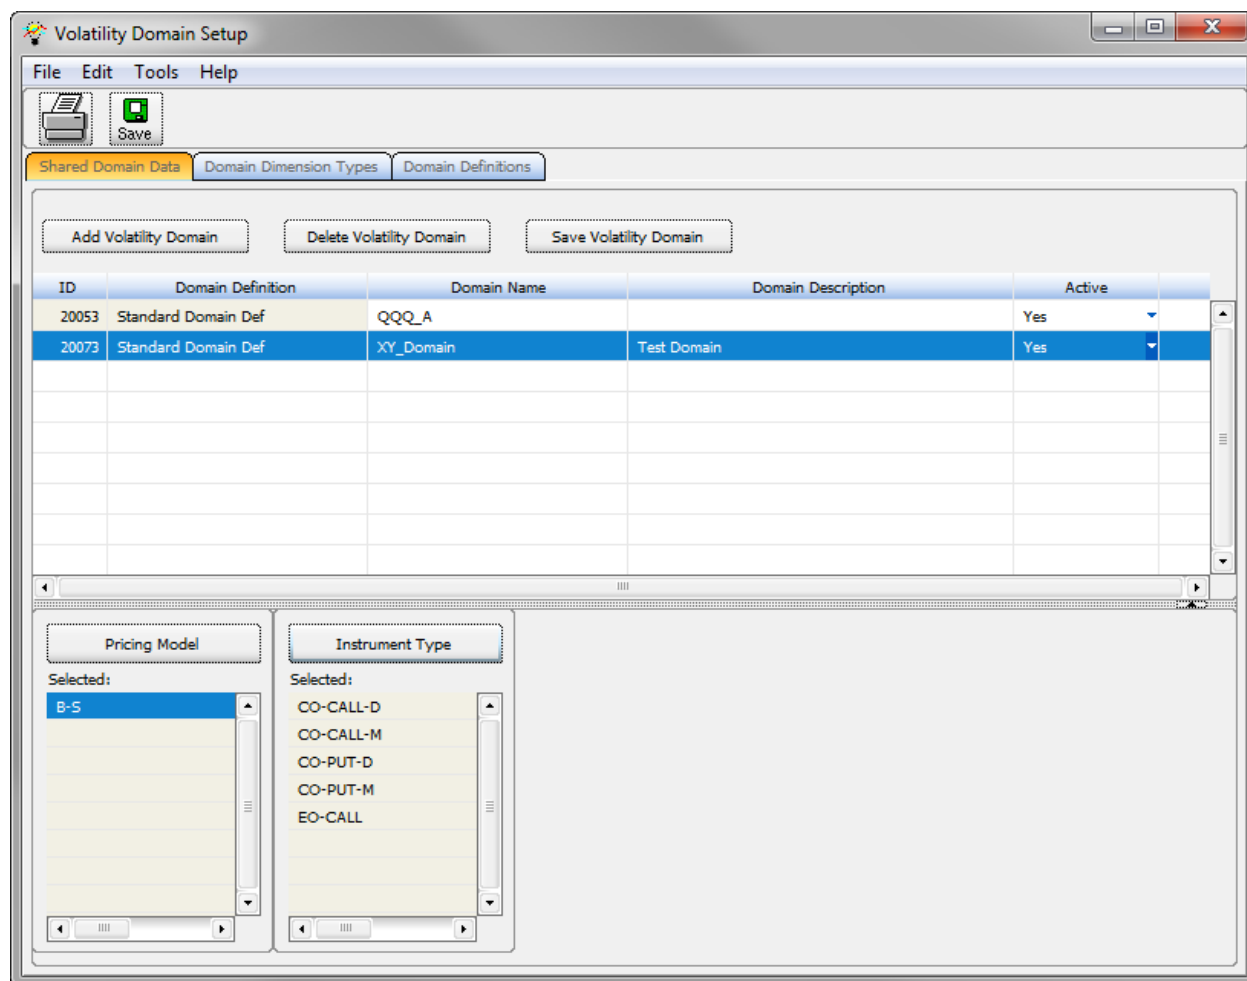 Volatility Domain Setup
File Edit Tools Help
Save
Shared Domain Data Domain Dimension Types Domain Definitions
Add Volatility Domain Delete Volatility Domain Save Volatility Domain
ID Domain Definition Domain Name Domain Description Active
20053 Standard Domain Def QQQ_A Yes
20073 Standard Domain Def XY_Domain Test Domain Yes
Pricing Model Instrument Type
Selected: Selected:
B-S CO-CALL-D
CO-CALL-M
CO-PUT-D
CO-PUT-M
EO-CALL